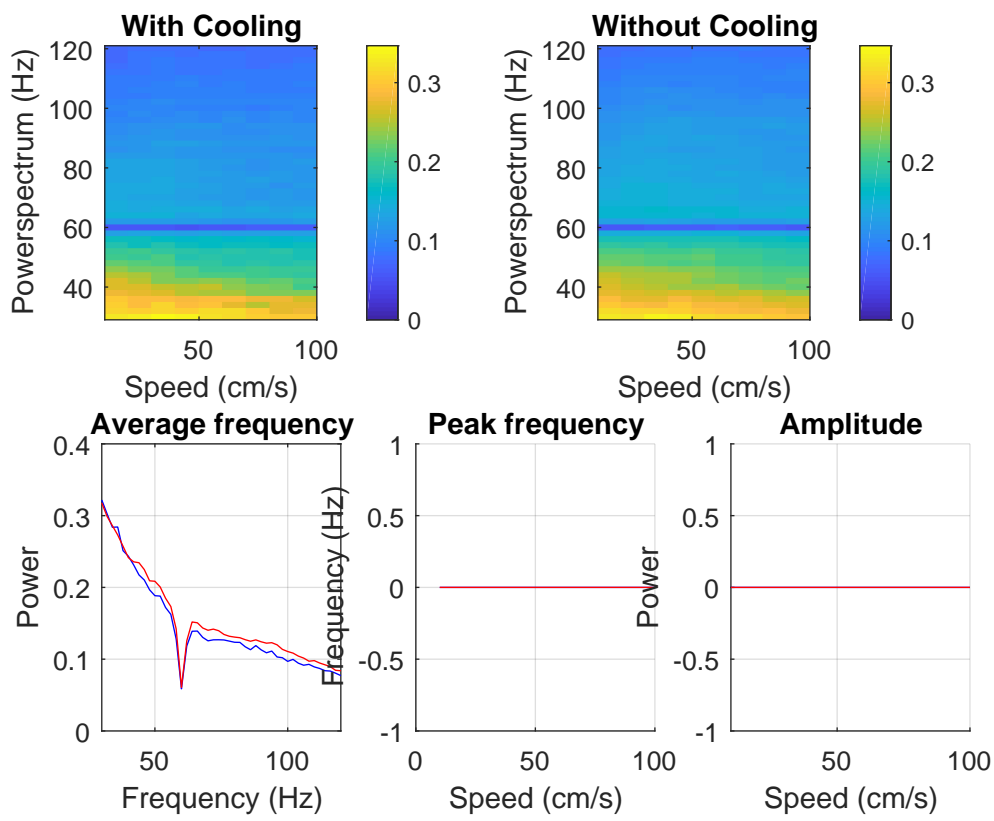 With Cooling
Without Cooling
Powerspectrum (Hz)
120
100
80
60
40
50
100
Speed (cm/s)
0.3
0.2
0.1
0
Powerspectrum (Hz)
120
100
80
60
40
50
100
Speed (cm/s)
0.3
0.2
0.1
0
Average frequency
Power
0.4
0.3
0.2
0.1
0
50
100
Frequency (Hz)
Peak frequency
Frequency (Hz)
1
0.5
0
-0.5
-1
0
50
100
Speed (cm/s)
Amplitude
Power
1
0.5
0
-0.5
-1
50
100
Speed (cm/s)